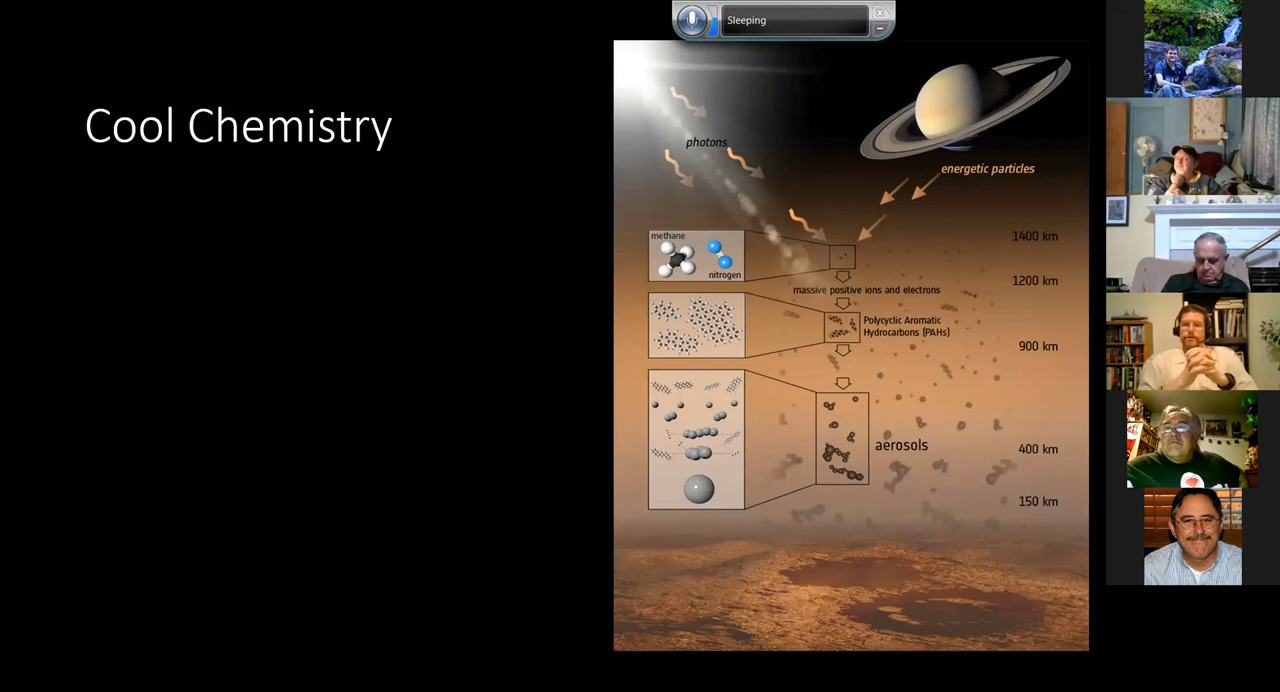 Sleeping
Cool Chemistry
photons
energetic particles
methane
nitrogen
1400 km
1200 km
massive positive ions and electrons
Polycyclic Aromatic
Hydrocarbons (PAHs)
900 km
aerosols
400 km
150 km